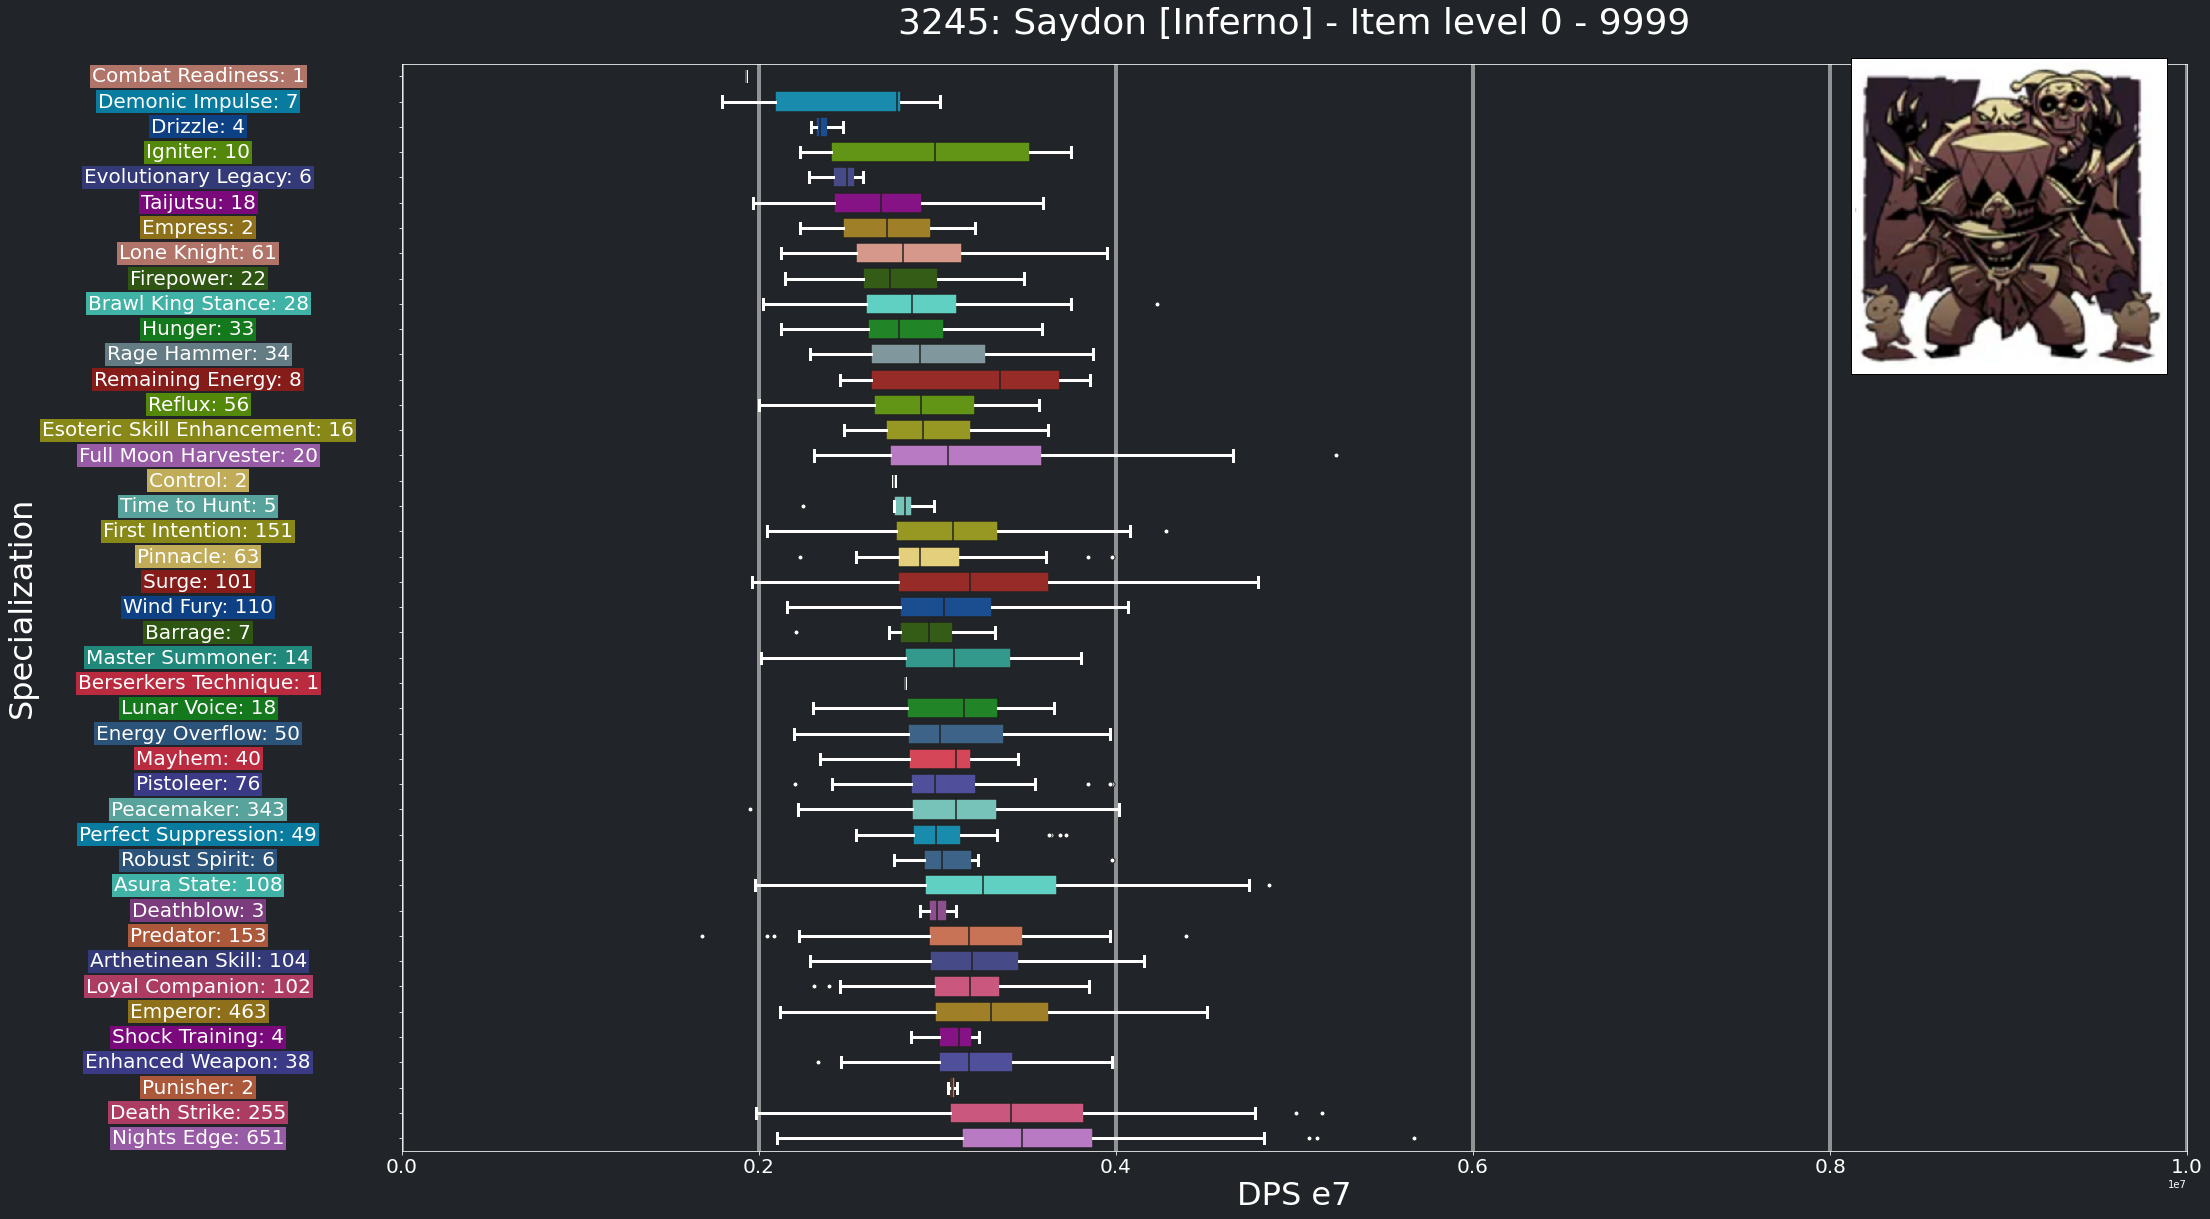 3245: Saydon [Inferno] - Item level 0 - 9999
Combat Readiness: 1
Demonic Impulse: 7
Drizzle: 4
Igniter: 10
Evolutionary Legacy: 6
Taijutsu: 18
Empress: 2
Lone Knight: 61
Firepower: 22
Brawl King Stance: 28
Hunger: 33
Rage Hammer: 34
Remaining Energy: 8
Reflux: 56
Esoteric Skill Enhancement: 16
Full Moon Harvester: 20
Control: 2
Time to Hunt: 5
First Intention: 151
Pinnacle: 63
Surge: 101
Wind Fury: 110
Barrage: 7
Master Summoner: 14
Berserkers Technique: 1
Lunar Voice: 18
Energy Overflow: 50
Mayhem: 40
Pistoleer: 76
Peacemaker: 343
Perfect Suppression: 49
Robust Spirit: 6
Asura State: 108
Deathblow: 3
Predator: 153
Arthetinean Skill: 104
Loyal Companion: 102
Emperor: 463
Shock Training: 4
Enhanced Weapon: 38
Punisher: 2
Death Strike: 255
Nights Edge: 651
Specialization
0.0 0.2 0.4 0.6 0.8 1.0
1e7
DPS e7